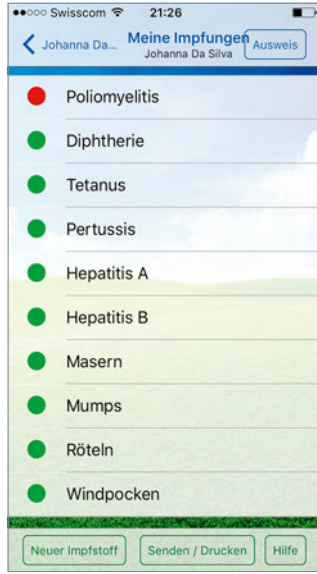 Swisscom 21:26
Johanna Da... Meine Impfungen Ausweis
Johanna Da Silva
Poliomyelitis
Diphtherie
Tetanus
Pertussis
Hepatitis A
Hepatitis B
Masern
Mumps
Röteln
Windpocken
Neuer Impfstoff Senden / Drucken Hilfe